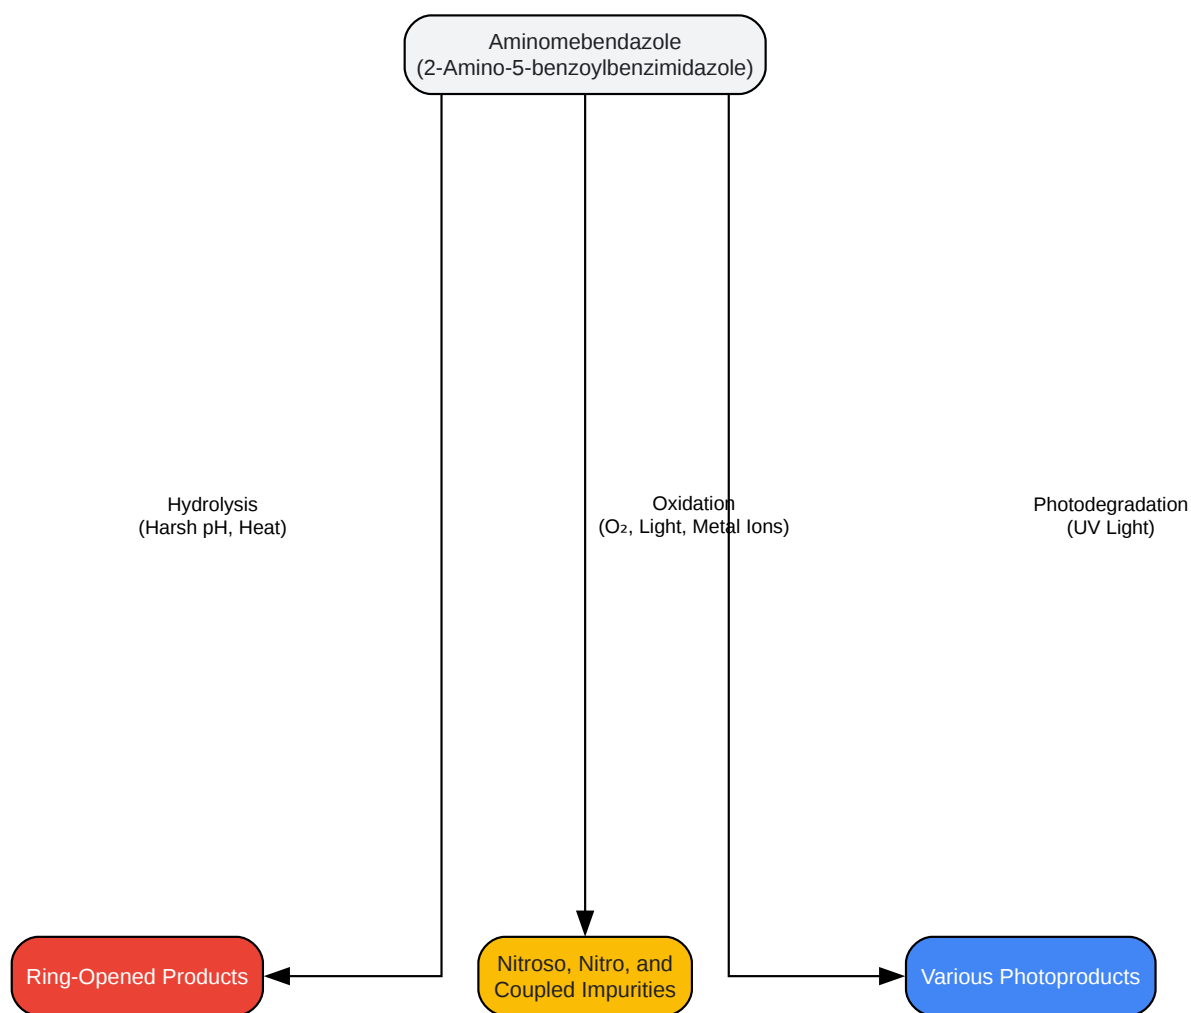 Aminomebendazole
(2-Amino-5-benzoylbenzimidazole)
Hydrolysis
(Harsh pH, Heat)
Oxidation
(O₂, Light, Metal Ions)
Photodegradation
(UV Light)
Ring-Opened Products
Nitroso, Nitro, and
Coupled Impurities
Various Photoproducts